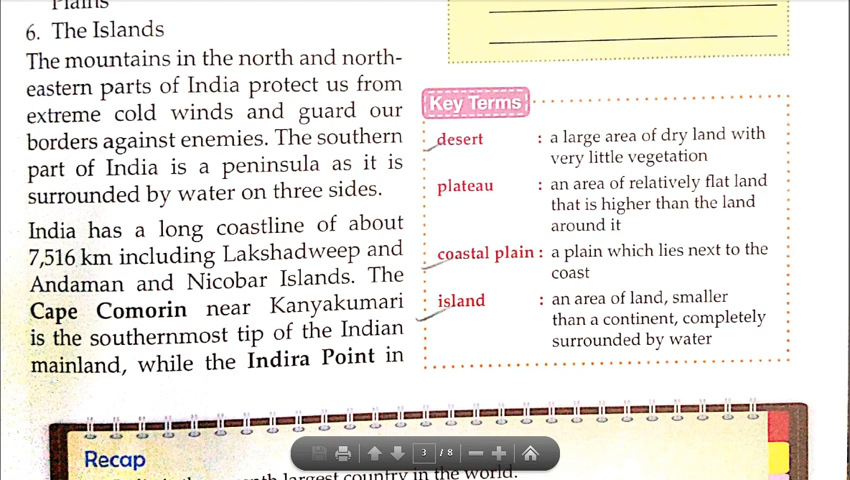 Plains
6. The Islands
The mountains in the north and north-
eastern parts of India protect us from
extreme cold winds and guard our
borders against enemies. The southern
part of India is a peninsula as it is
surrounded by water on three sides.
India has a long coastline of about
7,516 km including Lakshadweep and
Andaman and Nicobar Islands. The
Cape Comorin near Kanyakumari
is the southernmost tip of the Indian
mainland, while the Indira Point in
Key Terms
desert : a large area of dry land with
very little vegetation
plateau : an area of relatively flat land
that is higher than the land
around it
coastal plain : a plain which lies next to the
coast
island : an area of land, smaller
than a continent, completely
surrounded by water
Recap
largest country in the world.
3 / 8